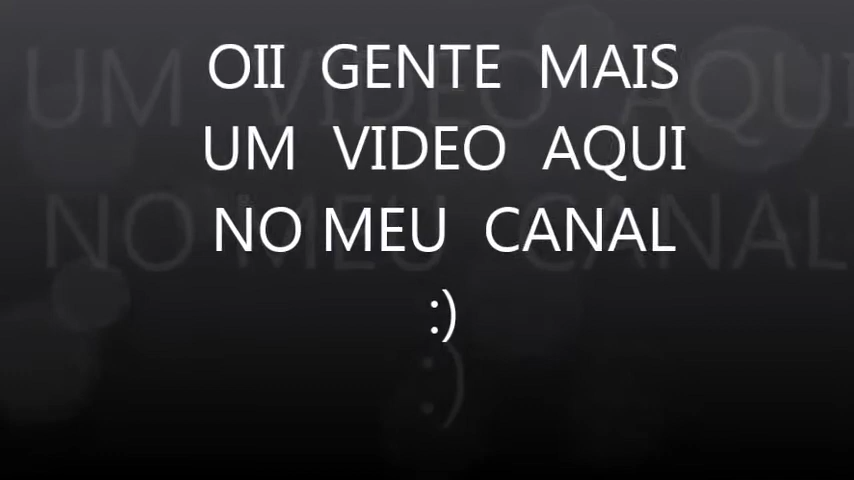 OII GENTE MAIS
UM VIDEO AQUI
NO MEU CANAL
:)